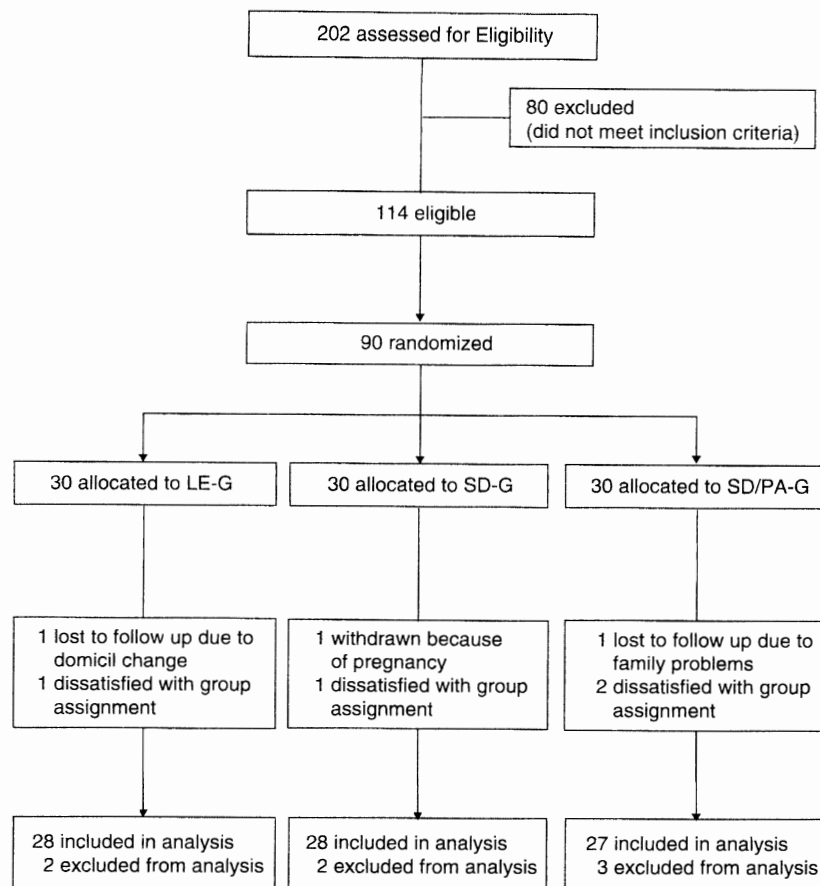 202 assessed for Eligibility
80 excluded
(did not meet inclusion criteria)
114 eligible
90 randomized
30 allocated to LE-G
30 allocated to SD-G
30 allocated to SD/PA-G
1 lost to follow up due to
domicil change
1 dissatisfied with group
assignment
1 withdrawn because
of pregnancy
1 dissatisfied with group
assignment
1 lost to follow up due to
family problems
2 dissatisfied with group
assignment
28 included in analysis
2 excluded from analysis
28 included in analysis
2 excluded from analysis
27 included in analysis
3 excluded from analysis